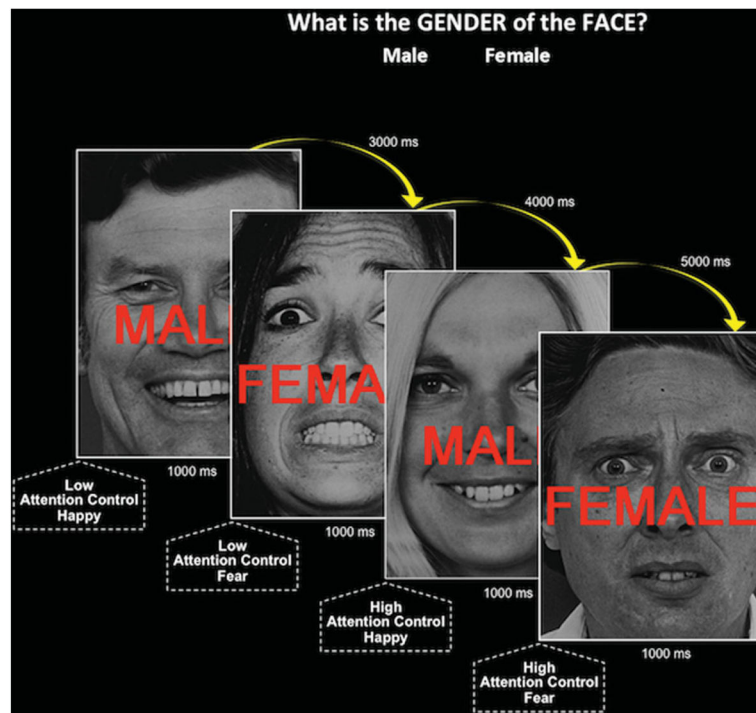 What is the GENDER of the FACE?
Male Female
3000 ms
4000 ms
5000 ms
MAL
FEMA
MAL
FEMALE
1000 ms
Low
Attention Control
Happy
1000 ms
Low
Attention Control
Fear
1000 ms
High
Attention Control
Happy
1000 ms
High
Attention Control
Fear